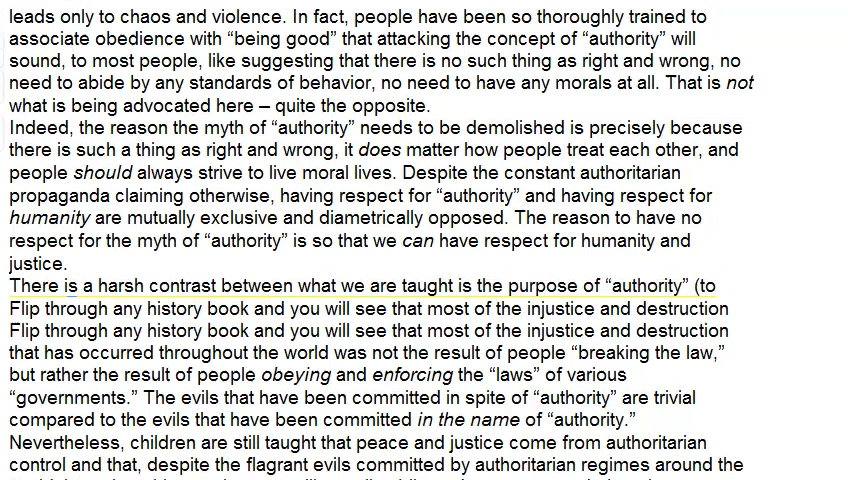 leads only to chaos and violence. In fact, people have been so thoroughly trained to
associate obedience with “being good” that attacking the concept of “authority” will
sound, to most people, like suggesting that there is no such thing as right and wrong, no
need to abide by any standards of behavior, no need to have any morals at all. That is not
what is being advocated here – quite the opposite.
Indeed, the reason the myth of “authority” needs to be demolished is precisely because
there is such a thing as right and wrong, it does matter how people treat each other, and
people should always strive to live moral lives. Despite the constant authoritarian
propaganda claiming otherwise, having respect for “authority” and having respect for
humanity are mutually exclusive and diametrically opposed. The reason to have no
respect for the myth of “authority” is so that we can have respect for humanity and
justice.
There is a harsh contrast between what we are taught is the purpose of “authority” (to
Flip through any history book and you will see that most of the injustice and destruction
Flip through any history book and you will see that most of the injustice and destruction
that has occurred throughout the world was not the result of people “breaking the law,”
but rather the result of people obeying and enforcing the “laws” of various
“governments.” The evils that have been committed in spite of “authority” are trivial
compared to the evils that have been committed in the name of “authority.”
Nevertheless, children are still taught that peace and justice come from authoritarian
control and that, despite the flagrant evils committed by authoritarian regimes around the